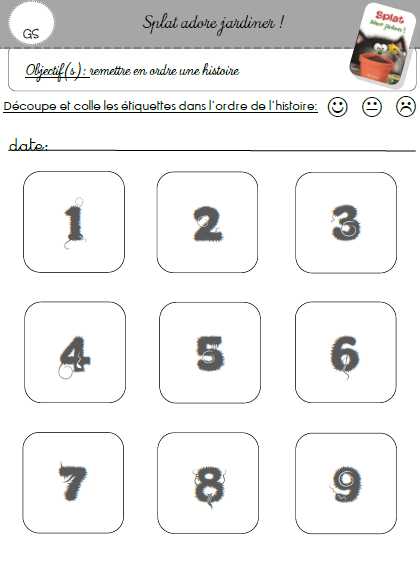 GS
Splat adore jardiner !
Splat
adore jardiner !
Objectif(s): remettre en ordre une histoire
Découpe et colle les étiquettes dans l'ordre de l'histoire:
date:
1 2 3
4 5 6
7 8 9